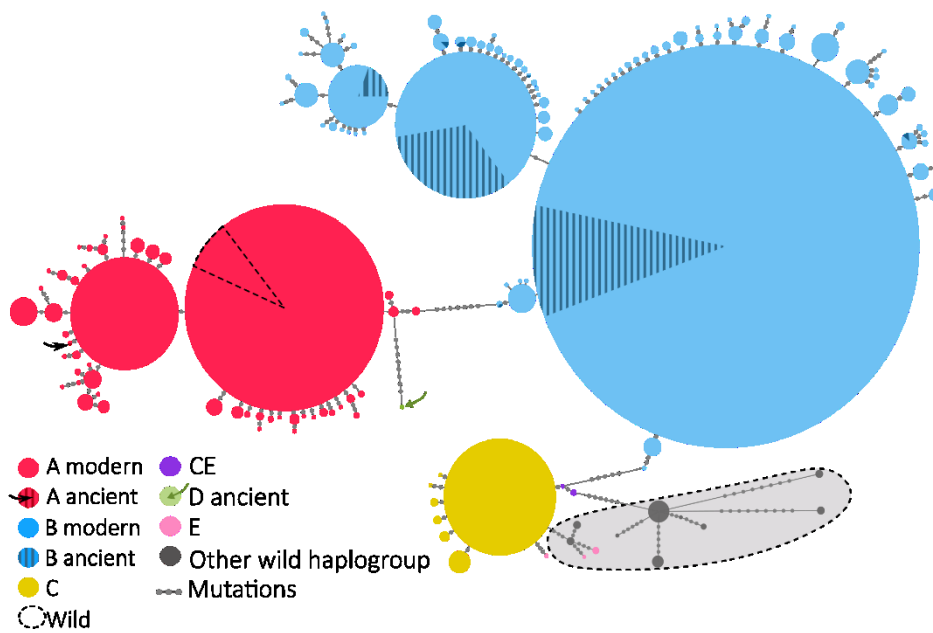 A modern
A ancient
B modern
B ancient
C
Wild
CE
D ancient
E
Other wild haplogroup
Mutations